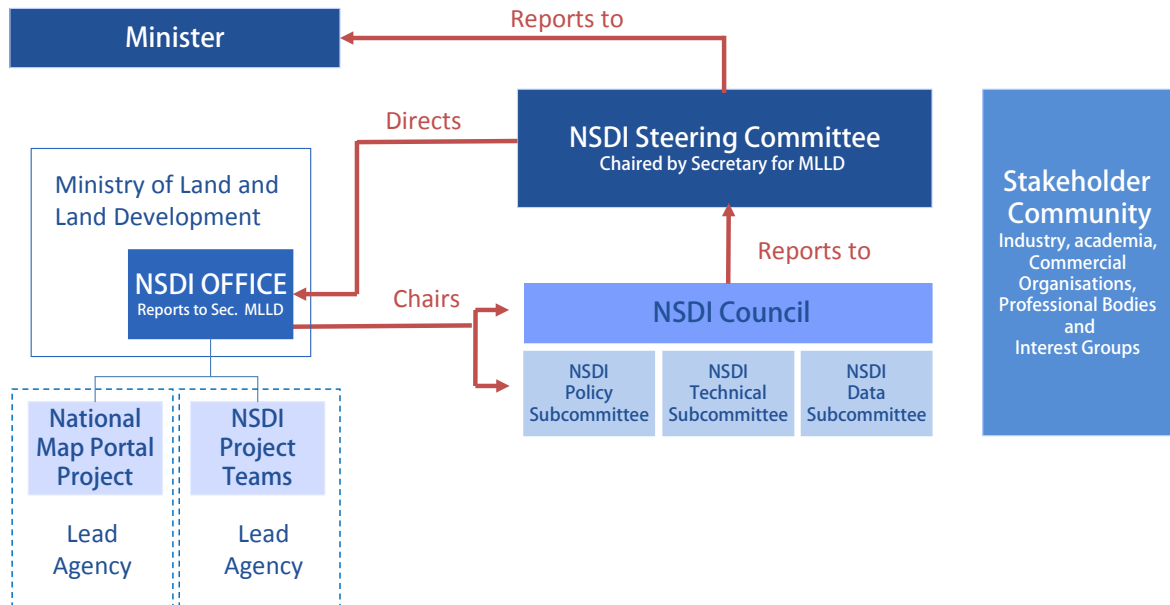 Minister
Reports to
Directs
NSDI Steering Committee
Chaired by Secretary for MLLD
Ministry of Land and
Land Development
NSDI OFFICE
Reports to Sec. MLLD
Reports to
Chairs
NSDI Council
NSDI
Policy
Subcommittee
NSDI
Technical
Subcommittee
NSDI
Data
Subcommittee
Stakeholder
Community
Industry, academia,
Commercial
Organisations,
Professional Bodies
and
Interest Groups
National
Map Portal
Project
Lead
Agency
NSDI
Project
Teams
Lead
Agency